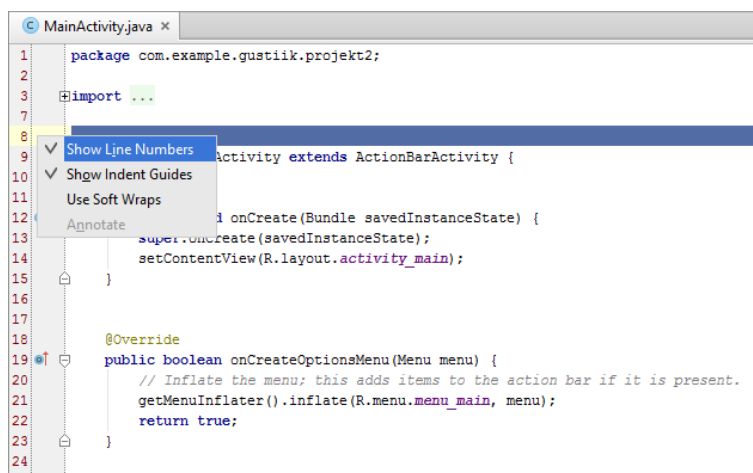 MainActivity.java ×
1 package com.example.gustiik.projekt2;
2
3 import ...
7
8
Show Line Numbers
9 Activity extends ActionBarActivity {
Show Indent Guides
10
Use Soft Wraps
11
12 onCreate(Bundle savedInstanceState) {
Annotate
13 super.onCreate(savedInstanceState);
14 setContentView(R.layout.activity_main);
15 }
16
17
18 @Override
19 public boolean onCreateOptionsMenu(Menu menu) {
20 // Inflate the menu; this adds items to the action bar if it is present.
21 getMenuInflater().inflate(R.menu.menu_main, menu);
22 return true;
23 }
24